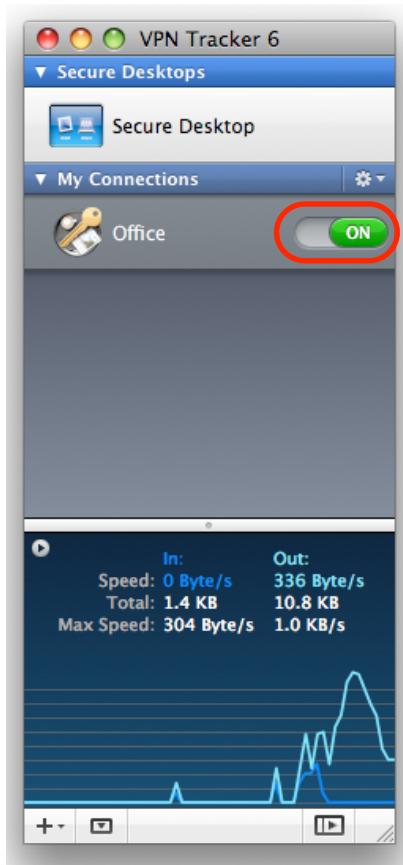 VPN Tracker 6
Secure Desktops
Secure Desktop
My Connections
Office ON
In: Out:
Speed: 0 Byte/s 336 Byte/s
Total: 1.4 KB 10.8 KB
Max Speed: 304 Byte/s 1.0 KB/s